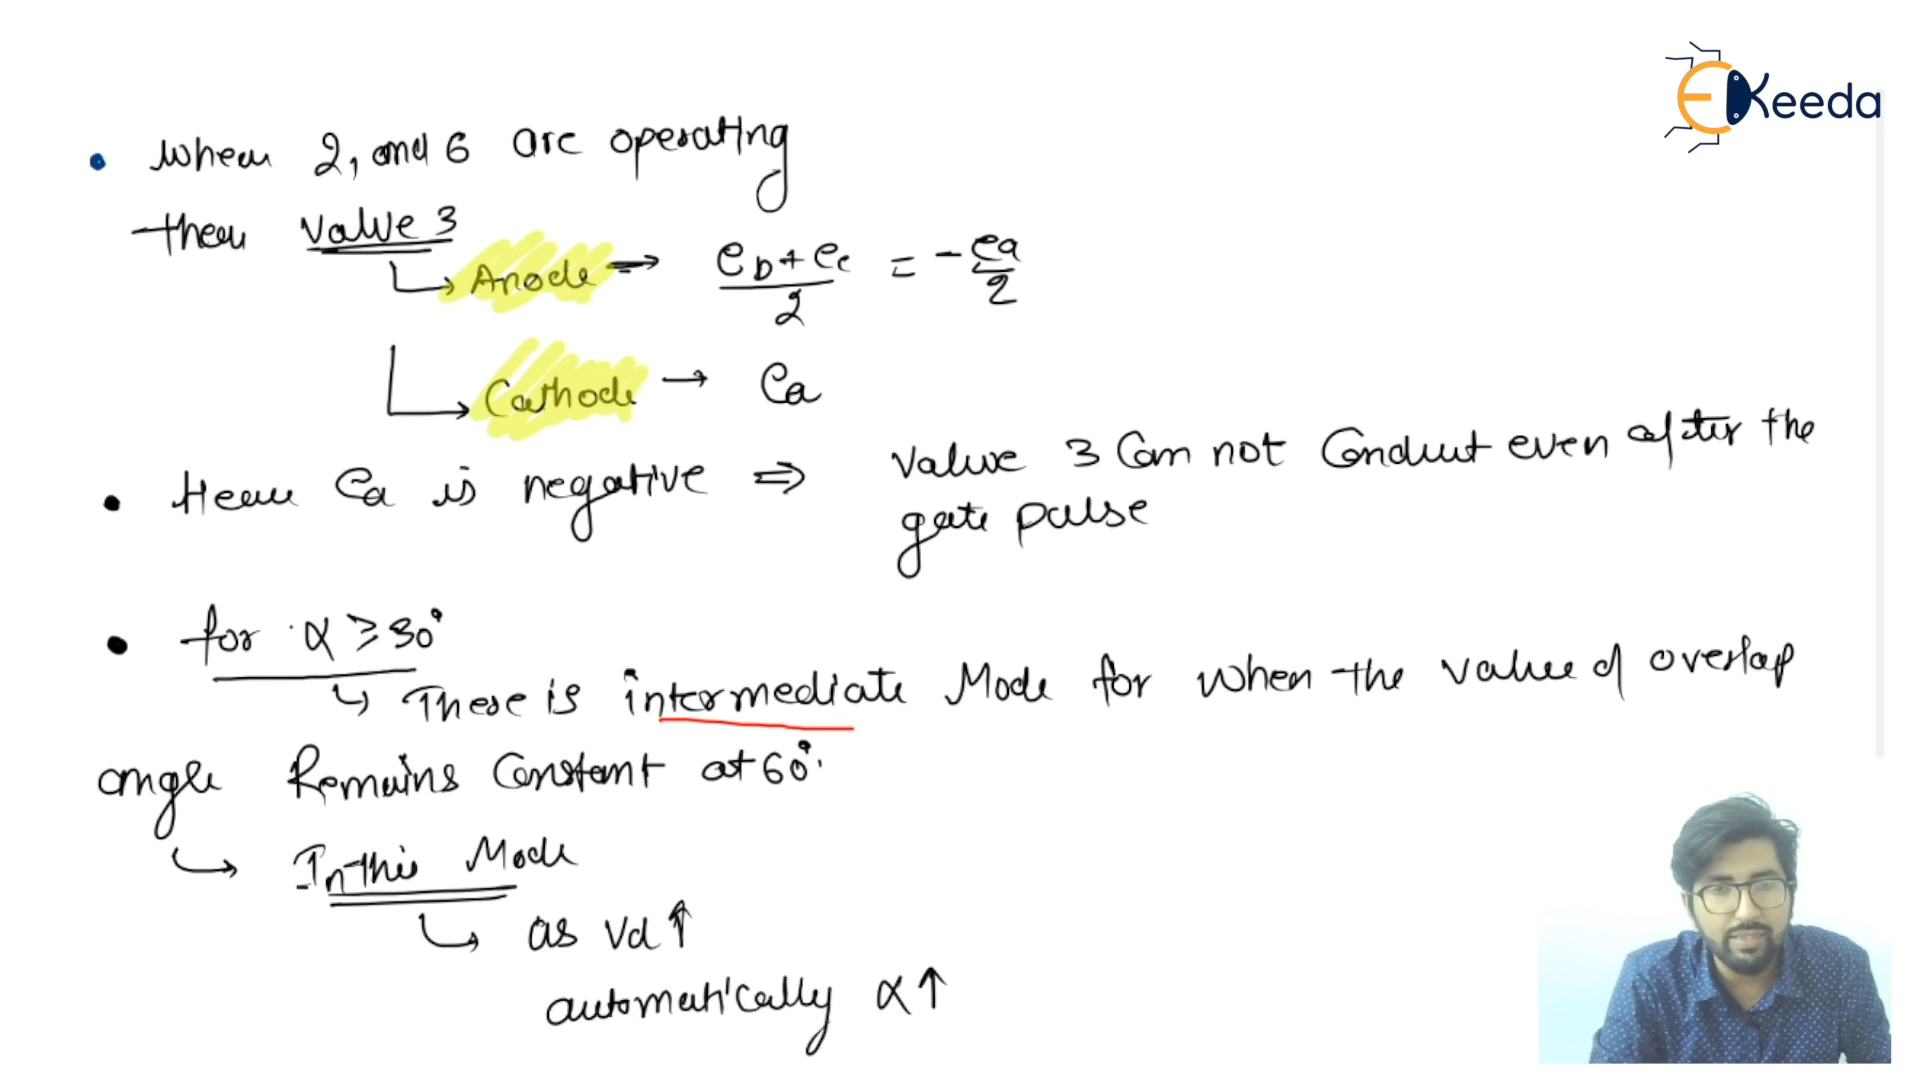 EKeeda
• When 2, and 6 are operating
then Valve 3
Anode → eb+ec/2 = -ea/2
Cathode → ea
• Hence ea is negative ⇒ Valve 3 Can not Conduct even after the
gate pulse
• for α ≥ 30°
↳ There is intermediate Mode for when the value of overlap
angle Remains Constant at 60°.
↳ In this Mode
↳ as Vd ↑
automatically α ↑